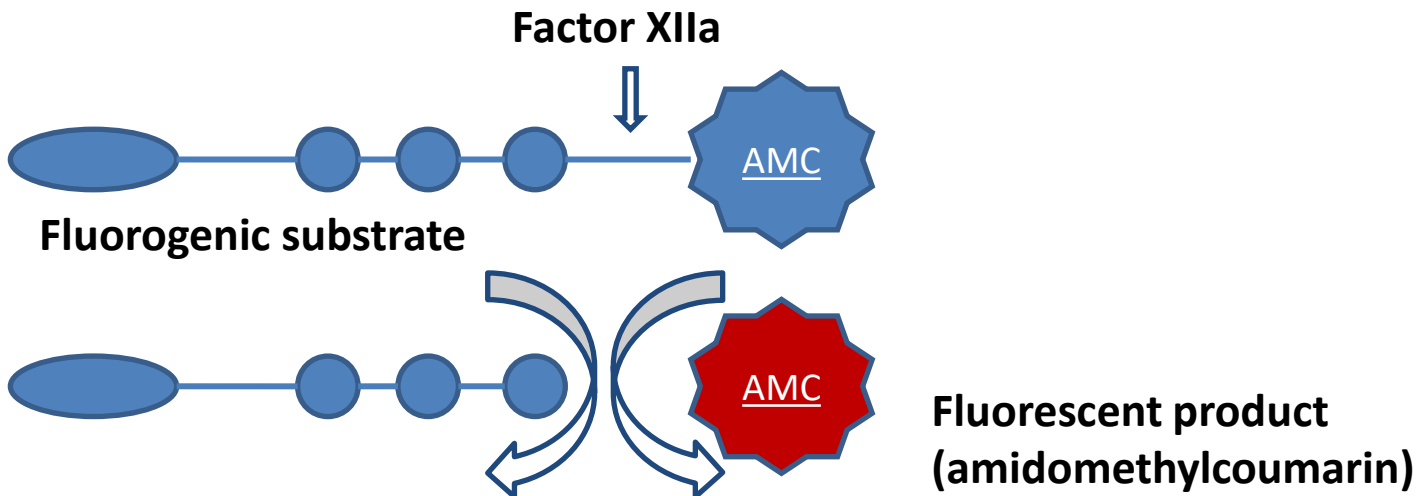 Factor XIIa
AMC
Fluorogenic substrate
AMC
Fluorescent product
(amidomethylcoumarin)